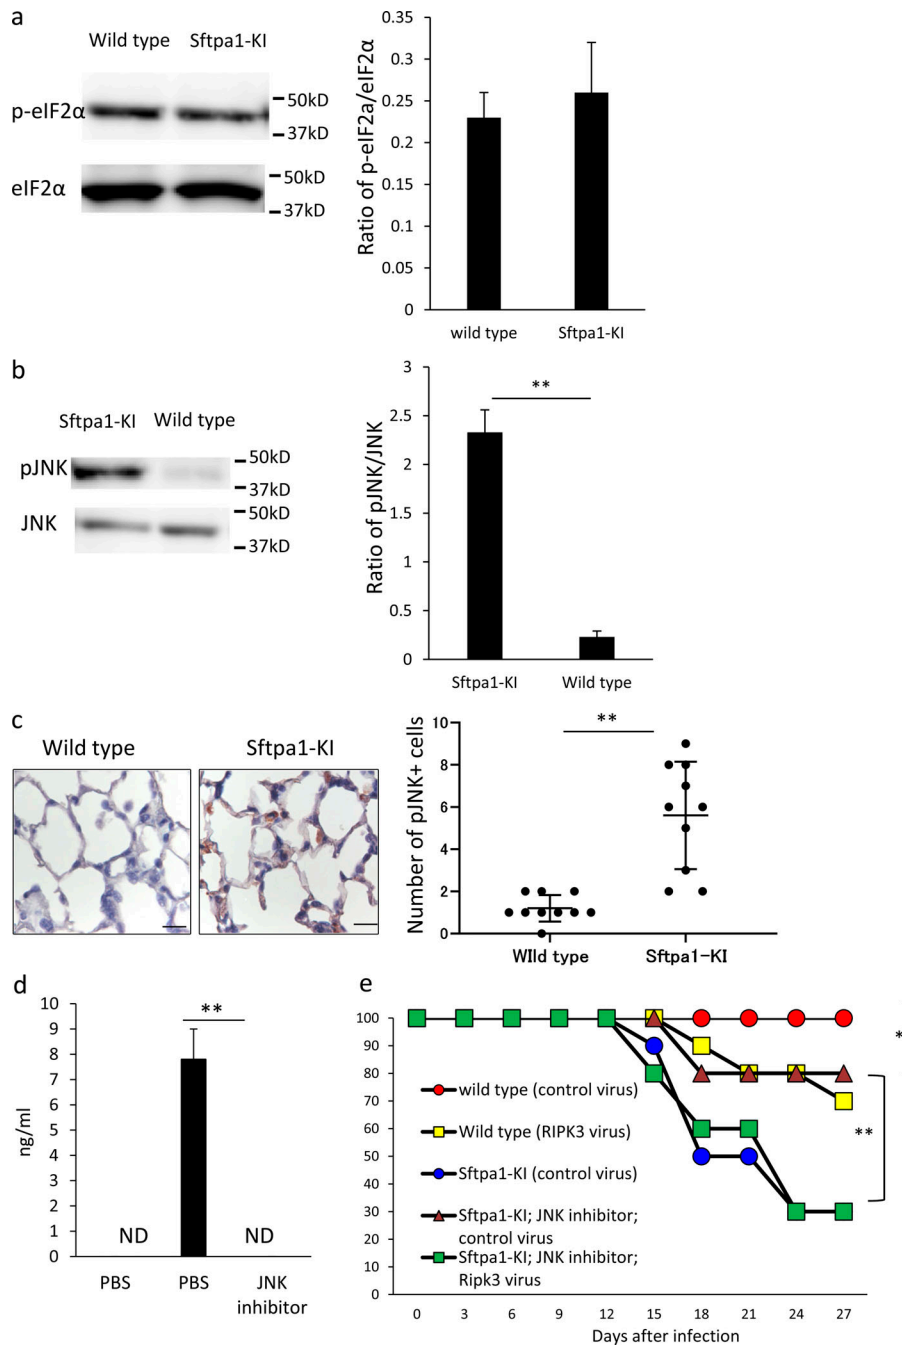 a
Wild type Sftpa1-KI
p-eIF2α
50kD
37kD
eIF2α
50kD
37kD
Ratio of p-eIF2a/eIF2α
0.35
0.3
0.25
0.2
0.15
0.1
0.05
0
wild type Sftpa1-KI
b
Sftpa1-KI Wild type
pJNK
50kD
37kD
JNK
50kD
37kD
Ratio of pJNK/JNK
3
2.5
2
1.5
1
0.5
0
**
Sftpa1-KI Wild type
c
Wild type Sftpa1-KI
Number of pJNK+ cells
10
8
6
4
2
0
**
WIld type Sftpa1-KI
d
ng/ml
10
9
8
7
6
5
4
3
2
1
0
**
ND ND
PBS PBS JNK
inhibitor
e
100
90
80
70
60
50
40
30
20
10
0
wild type (control virus)
Wild type (RIPK3 virus)
Sftpa1-KI (control virus)
Sftpa1-KI; JNK inhibitor;
control virus
Sftpa1-KI; JNK inhibitor;
Ripk3 virus
*
**
0 3 6 9 12 15 18 21 24 27
Days after infection